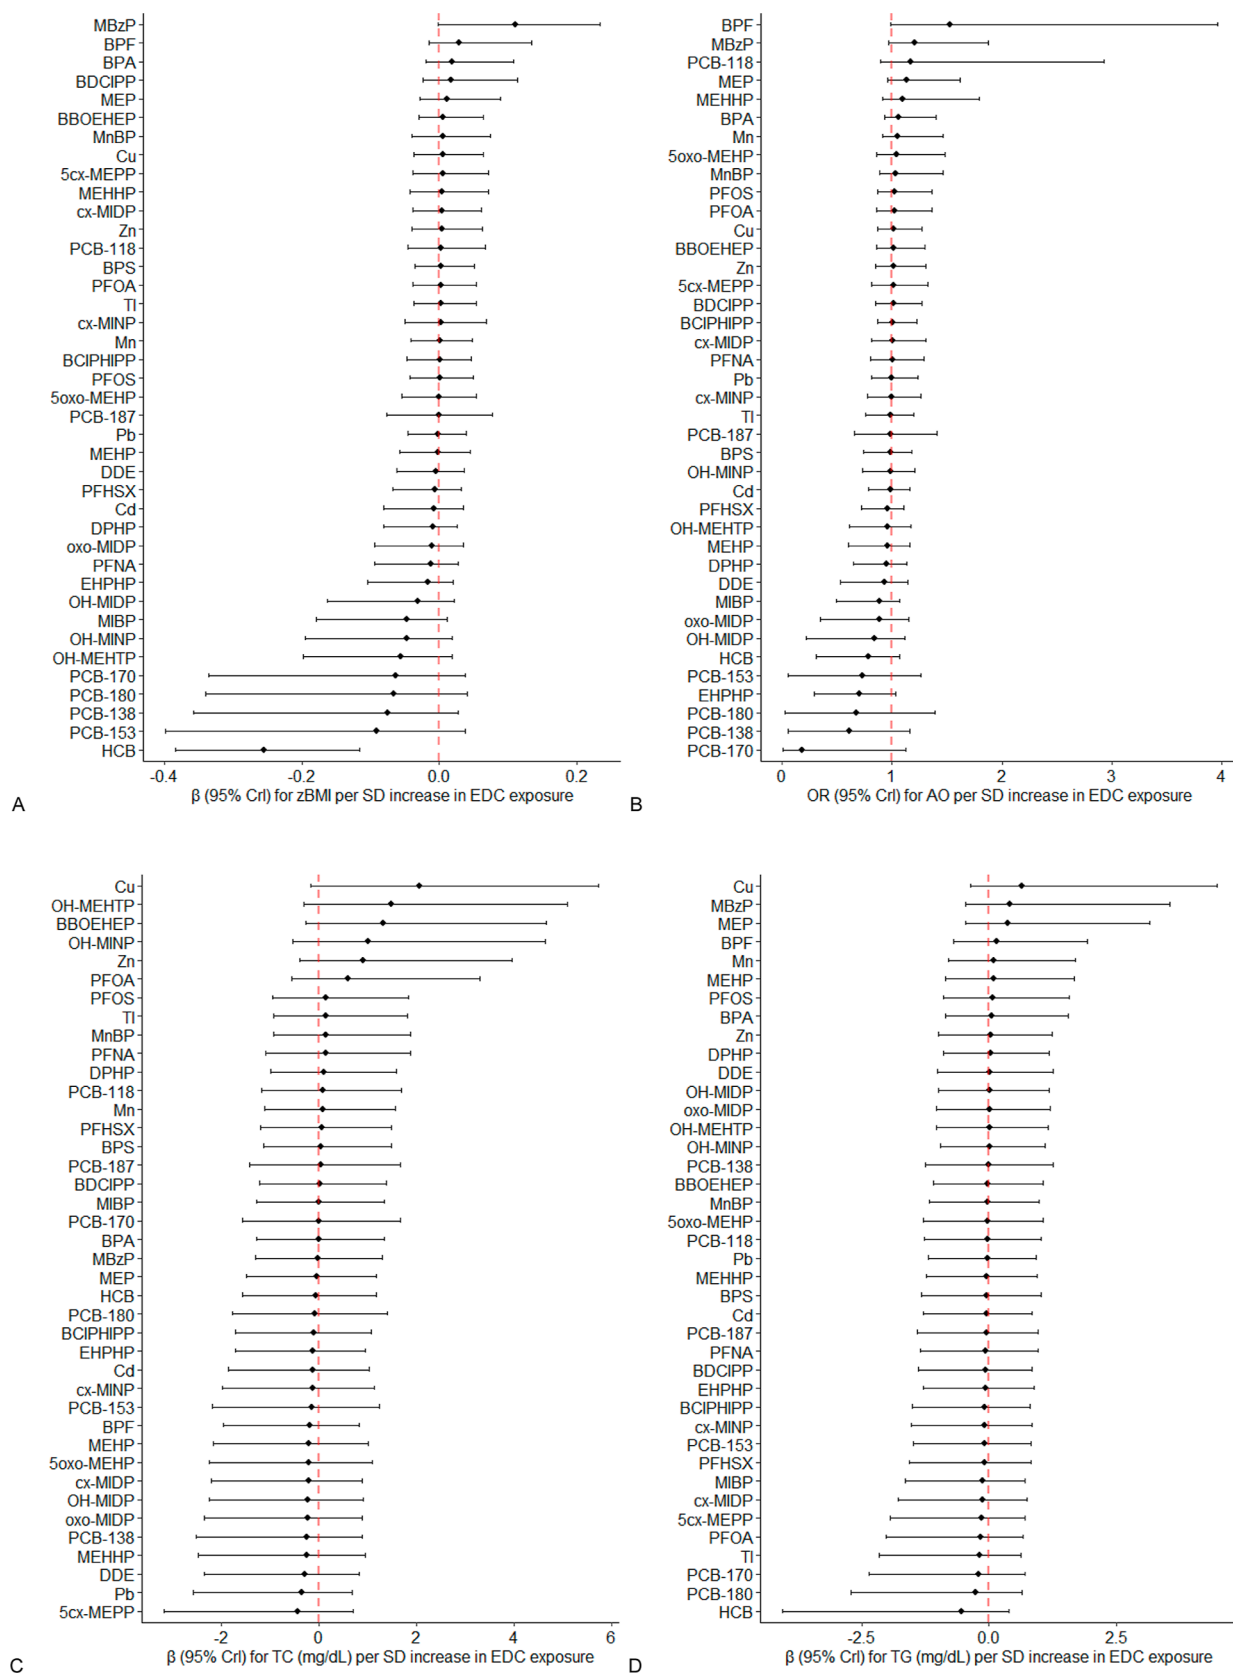 MBzP
BPF
BPA
BDCIPP
MEP
BBOEHEP
MnBP
Cu
5cx-MEPP
MEHHP
cx-MIDP
Zn
PCB-118
BPS
PFOA
Tl
cx-MINP
Mn
BCIPHIPP
PFOS
5oxo-MEHP
PCB-187
Pb
MEHP
DDE
PFHSX
Cd
DPHP
oxo-MIDP
PFNA
EHPHP
OH-MIDP
MIBP
OH-MINP
OH-MEHTP
PCB-170
PCB-180
PCB-138
PCB-153
HCB
-0.4 -0.2 0.0 0.2
β (95% CrI) for zBMI per SD increase in EDC exposure
A
BPF
MBzP
PCB-118
MEP
MEHHP
BPA
Mn
5oxo-MEHP
MnBP
PFOS
PFOA
Cu
BBOEHEP
Zn
5cx-MEPP
BDCIPP
BCIPHIPP
cx-MIDP
PFNA
Pb
cx-MINP
Tl
PCB-187
BPS
OH-MINP
Cd
PFHSX
OH-MEHTP
MEHP
DPHP
DDE
MIBP
oxo-MIDP
OH-MIDP
HCB
PCB-153
EHPHP
PCB-180
PCB-138
PCB-170
0 1 2 3 4
OR (95% CrI) for AO per SD increase in EDC exposure
B
Cu
OH-MEHTP
BBOEHEP
OH-MINP
Zn
PFOA
PFOS
Tl
MnBP
PFNA
DPHP
PCB-118
Mn
PFHSX
BPS
PCB-187
BDCIPP
MIBP
PCB-170
BPA
MBzP
MEP
HCB
PCB-180
BCIPHIPP
EHPHP
Cd
cx-MINP
PCB-153
BPF
MEHP
5oxo-MEHP
cx-MIDP
OH-MIDP
oxo-MIDP
PCB-138
MEHHP
DDE
Pb
5cx-MEPP
-2 0 2 4 6
β (95% CrI) for TC (mg/dL) per SD increase in EDC exposure
C
Cu
MBzP
MEP
BPF
Mn
MEHP
PFOS
BPA
Zn
DPHP
DDE
OH-MIDP
oxo-MIDP
OH-MEHTP
OH-MINP
PCB-138
BBOEHEP
MnBP
5oxo-MEHP
PCB-118
Pb
MEHHP
BPS
Cd
PCB-187
PFNA
BDCIPP
EHPHP
BCIPHIPP
cx-MINP
PCB-153
PFHSX
MIBP
cx-MIDP
5cx-MEPP
PFOA
Tl
PCB-170
PCB-180
HCB
-2.5 0.0 2.5
β (95% CrI) for TG (mg/dL) per SD increase in EDC exposure
D